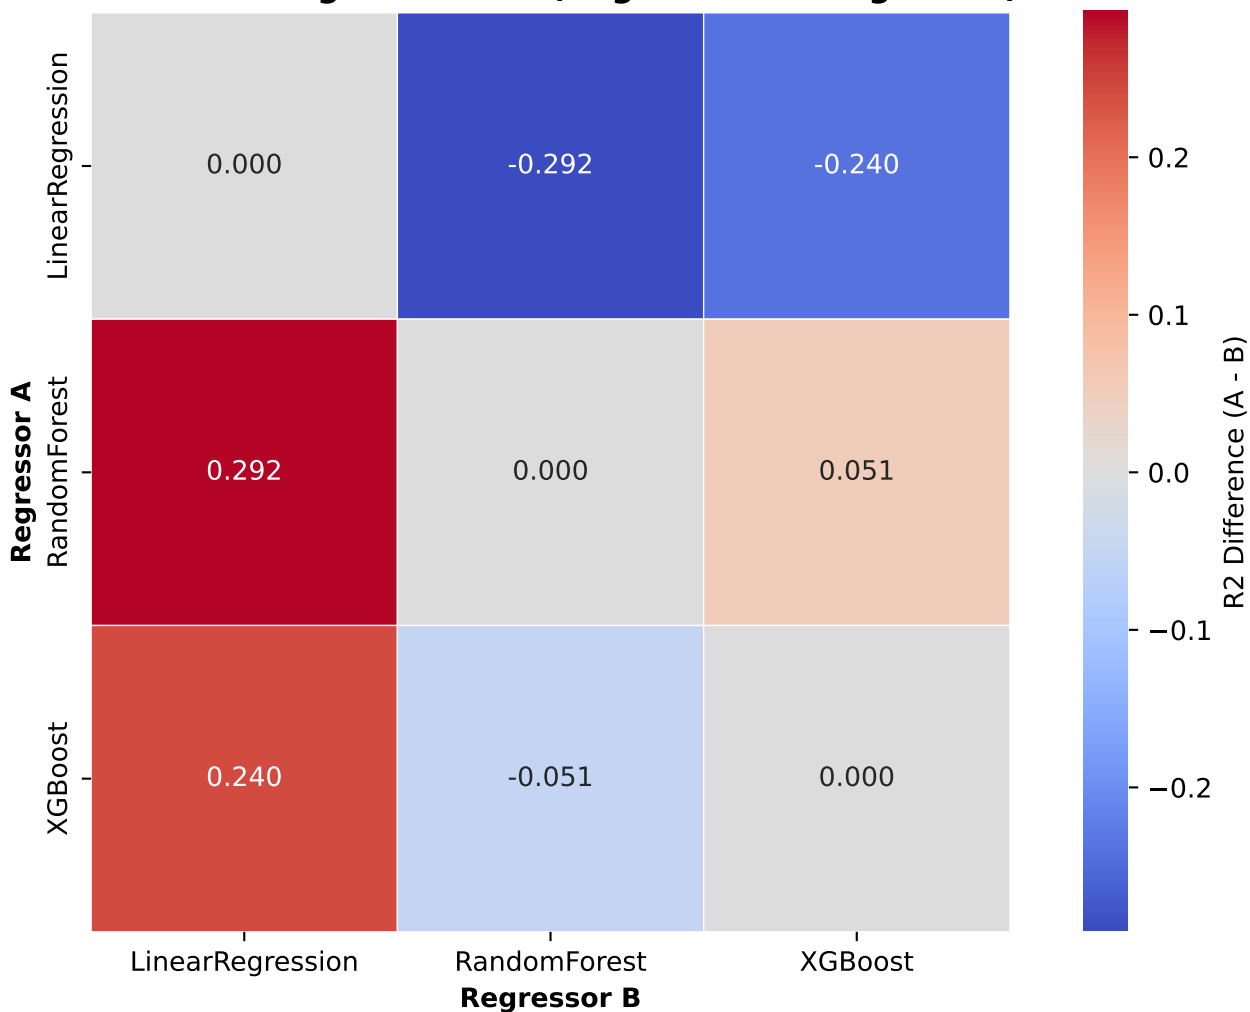 LinearRegression
0.000
-0.292
-0.240
RandomForest
0.292
0.000
0.051
XGBoost
0.240
-0.051
0.000
Regressor A
LinearRegression
RandomForest
XGBoost
Regressor B
0.2
0.1
0.0
−0.1
−0.2
R2 Difference (A - B)